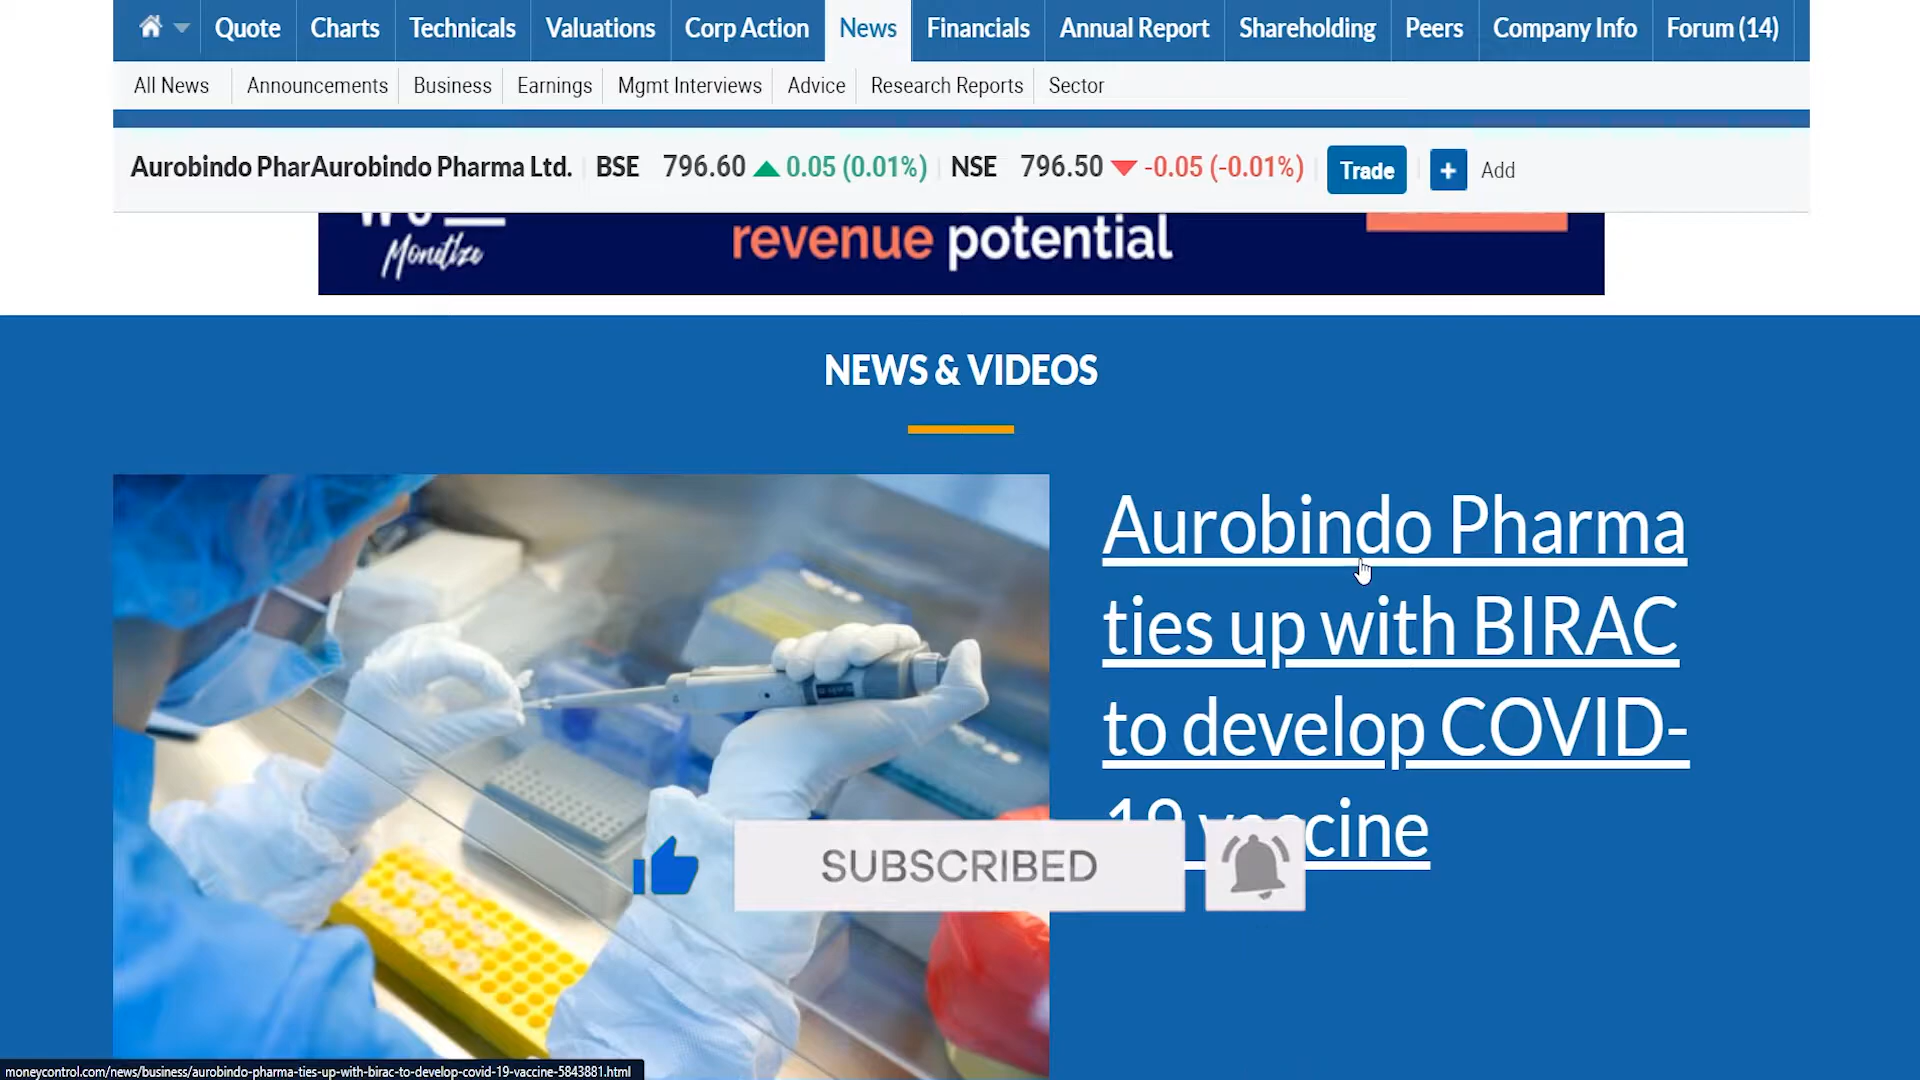 Quote Charts Technicals Valuations Corp Action News Financials Annual Report Shareholding Peers Company Info Forum (14)
All News Announcements Business Earnings Mgmt Interviews Advice Research Reports Sector
Aurobindo PharAurobindo Pharma Ltd. BSE 796.60 0.05 (0.01%) NSE 796.50 -0.05 (-0.01%) Trade + Add
Monetize
revenue potential
NEWS & VIDEOS
Aurobindo Pharma
ties up with BIRAC
to develop COVID-
19 vaccine
SUBSCRIBED
moneycontrol.com/news/business/aurobindo-pharma-ties-up-with-birac-to-develop-covid-19-vaccine-5843881.html